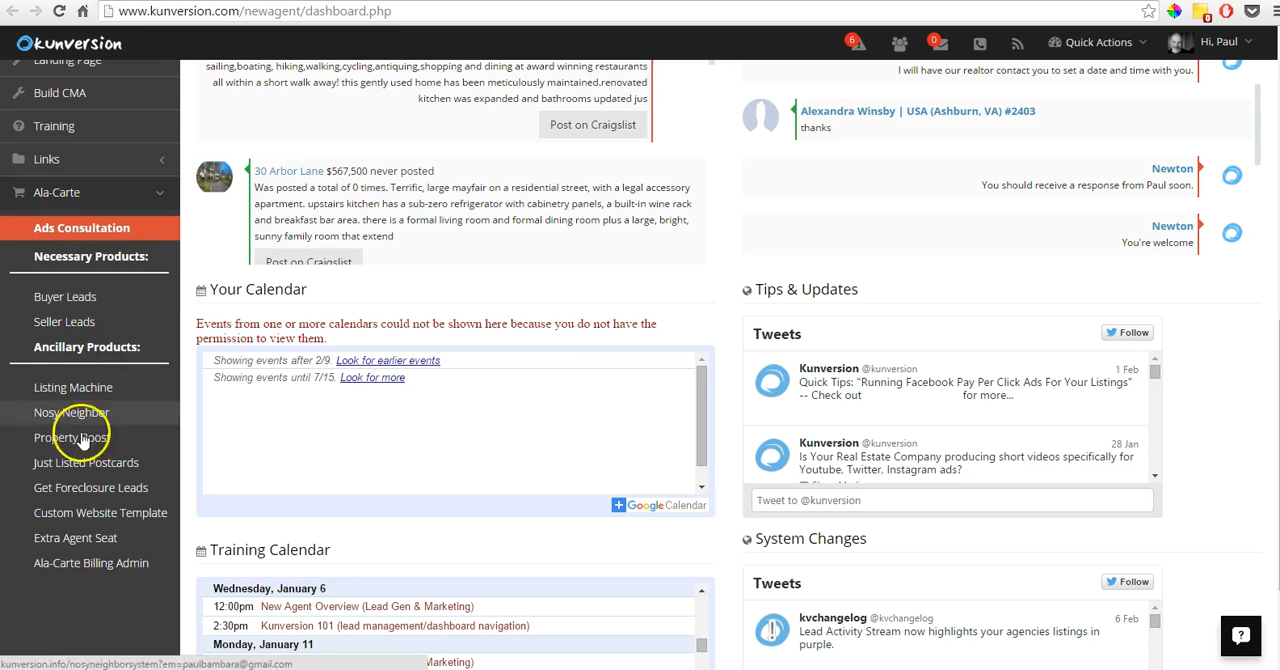 www.kunversion.com/newagent/dashboard.php
0
kunversion
6
0
Quick Actions
Hi, Paul
Landing Page
Build CMA
Training
Links
Ala-Carte
Ads Consultation
Necessary Products:
Buyer Leads
Seller Leads
Ancillary Products:
Listing Machine
Nosy Neighbor
Property Boost
Just Listed Postcards
Get Foreclosure Leads
Custom Website Template
Extra Agent Seat
Ala-Carte Billing Admin
sailing,boating, hiking,walking,cycling,antiquing,shopping and dining at award winning restaurants
all within a short walk away! this gently used home has been meticulously maintained.renovated
kitchen was expanded and bathrooms updated jus
Post on Craigslist
30 Arbor Lane $567,500 never posted
Was posted a total of 0 times. Terrific, large mayfair on a residential street, with a legal accessory
apartment. upstairs kitchen has a sub-zero refrigerator with cabinetry panels, a built-in wine rack
and breakfast bar area. there is a formal living room and formal dining room plus a large, bright,
sunny family room that extend
Post on Craigslist
I will have our realtor contact you to set a date and time with you.
Alexandra Winsby | USA (Ashburn, VA) #2403
thanks
Newton
You should receive a response from Paul soon.
Newton
You're welcome
Your Calendar
Events from one or more calendars could not be shown here because you do not have the
permission to view them.
Showing events after 2/9. Look for earlier events
Showing events until 7/15. Look for more
Google Calendar
Tips & Updates
Tweets
Follow
Kunversion @kunversion
1 Feb
Quick Tips: "Running Facebook Pay Per Click Ads For Your Listings"
-- Check out for more...
Kunversion @kunversion
28 Jan
Is Your Real Estate Company producing short videos specifically for
Youtube, Twitter, Instagram ads?
Tweet to @kunversion
Training Calendar
Wednesday, January 6
12:00pm New Agent Overview (Lead Gen & Marketing)
2:30pm Kunversion 101 (lead management/dashboard navigation)
Monday, January 11
Marketing)
System Changes
Tweets
Follow
kvchangelog @kvchangelog
6 Feb
Lead Activity Stream now highlights your agencies listings in
purple.
kunversion.info/nosyneighborsystem?em=paulbambara@gmail.com